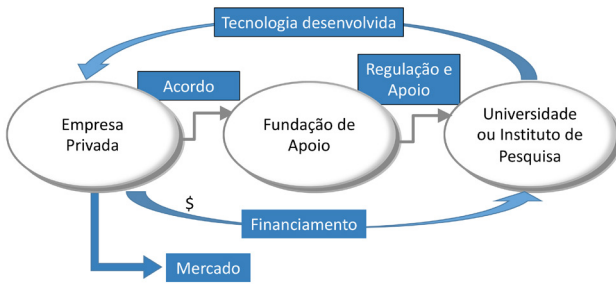 Tecnologia desenvolvida
Acordo
Regulação e
Apoio
Empresa
Privada
Fundação de
Apoio
Universidade
ou Instituto de
Pesquisa
$
Financiamento
Mercado